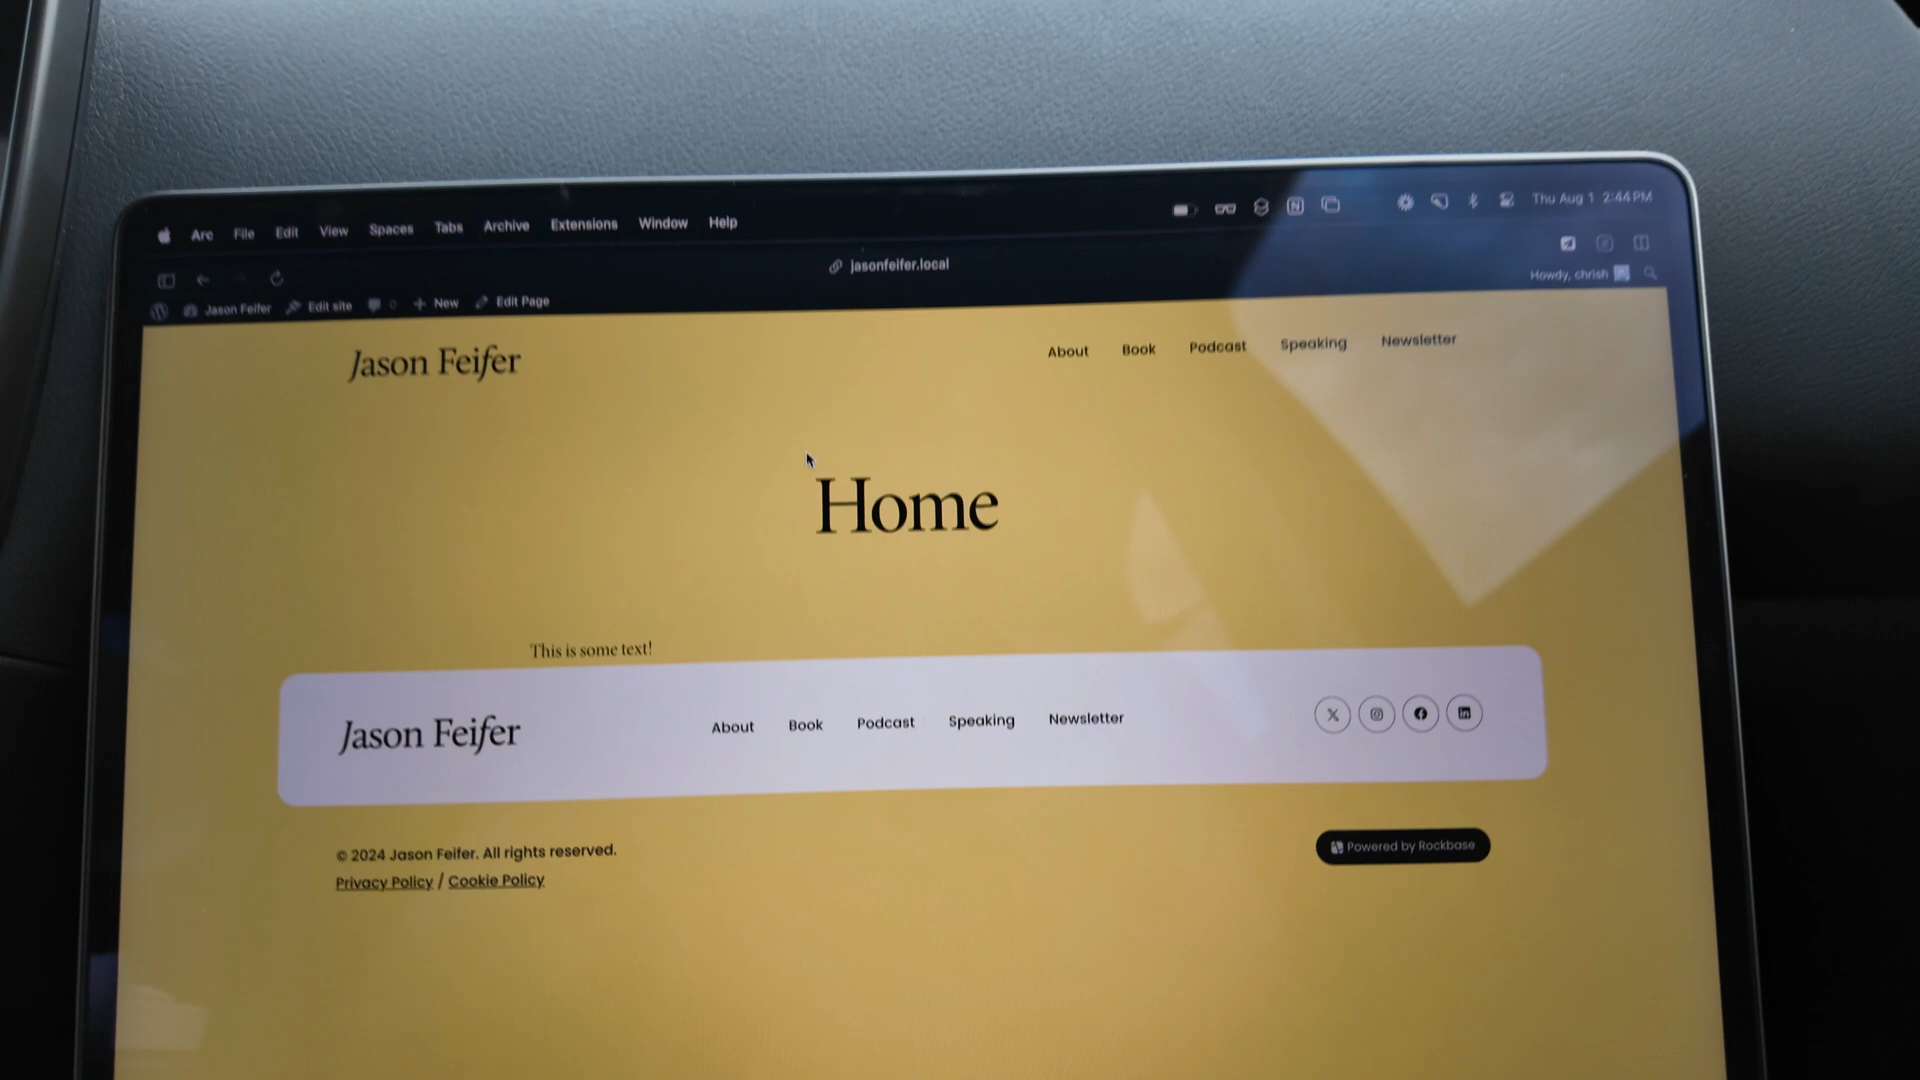 Arc File Edit View Spaces Tabs Archive Extensions Window Help Thu Aug 1 2:44 PM
jasonfeifer.local
Jason Feifer Edit site 0 New Edit Page Howdy, chrish
Jason Feifer About Book Podcast Speaking Newsletter
Home
This is some text!
Jason Feifer About Book Podcast Speaking Newsletter
© 2024 Jason Feifer. All rights reserved. Powered by Rockbase
Privacy Policy / Cookie Policy